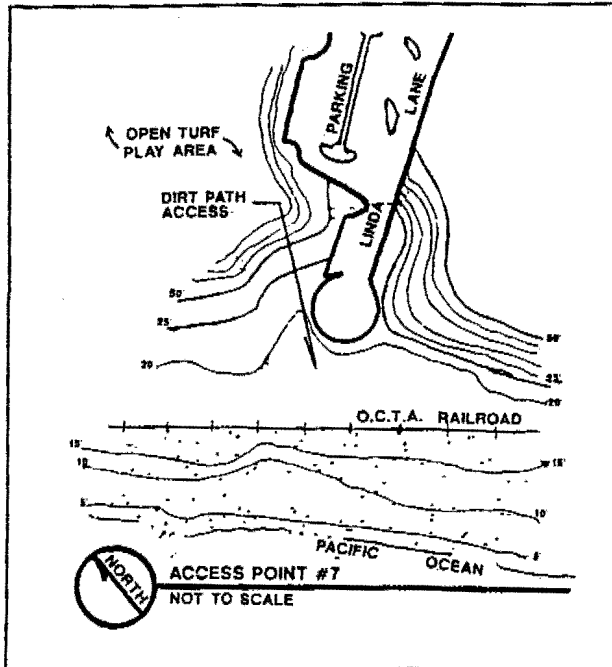 PARKING
LANE
OPEN TURF
PLAY AREA
DIRT PATH
ACCESS
LINDA
50'
25'
20'
50'
25'
20'
O.C.T.A. RAILROAD
15'
10'
5'
15'
10'
5'
PACIFIC OCEAN
NORTH
ACCESS POINT #7
NOT TO SCALE